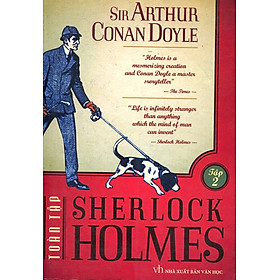 SIR ARTHUR
CONAN DOYLE
"Holmes is a
mesmerizing creation
and Conan Doyle a master
storyteller"
— The Times —
"Life is infinitely stranger
than anything
which the mind of man
can invent"
— Sherlock Holmes —
Tập
2
TOÀN TẬP
SHERLOCK
HOLMES
vh NHÀ XUẤT BẢN VĂN HỌC